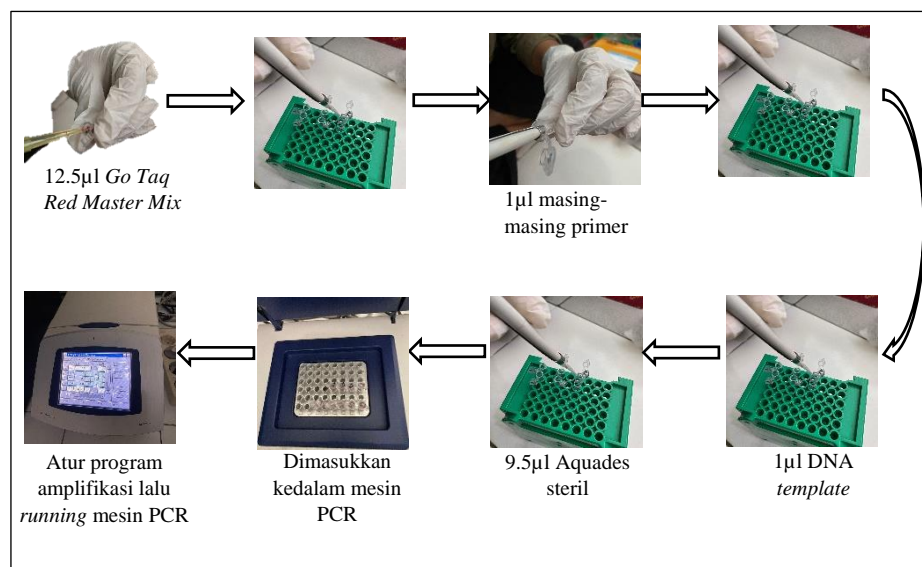 12.5µl Go Taq
Red Master Mix
1µl masing-
masing primer
Atur program
amplifikasi lalu
running mesin PCR
Dimasukkan
kedalam mesin
PCR
9.5µl Aquades
steril
1µl DNA
template